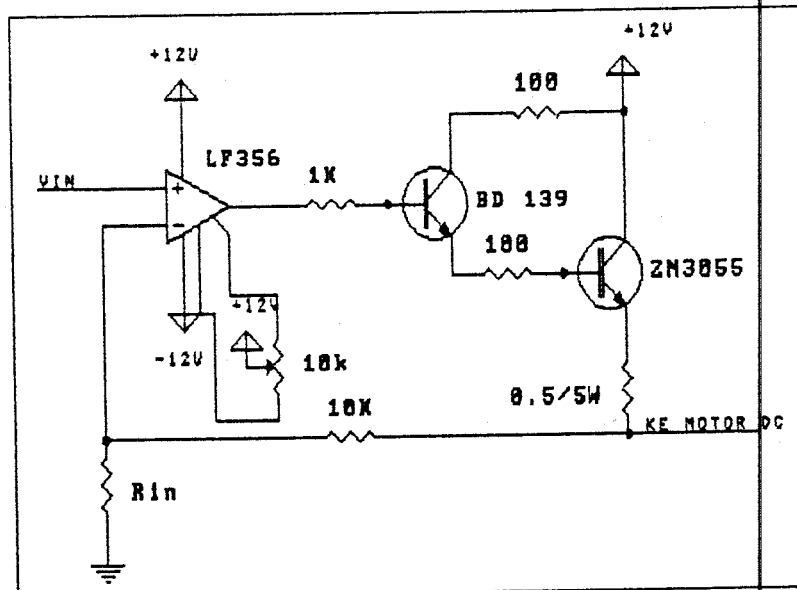 +12V
+12V
100
LF356
VIN
1K
BD 139
100
2N3055
+12V
-12V
10k
0.5/5W
10K
KE MOTOR DC
Rin